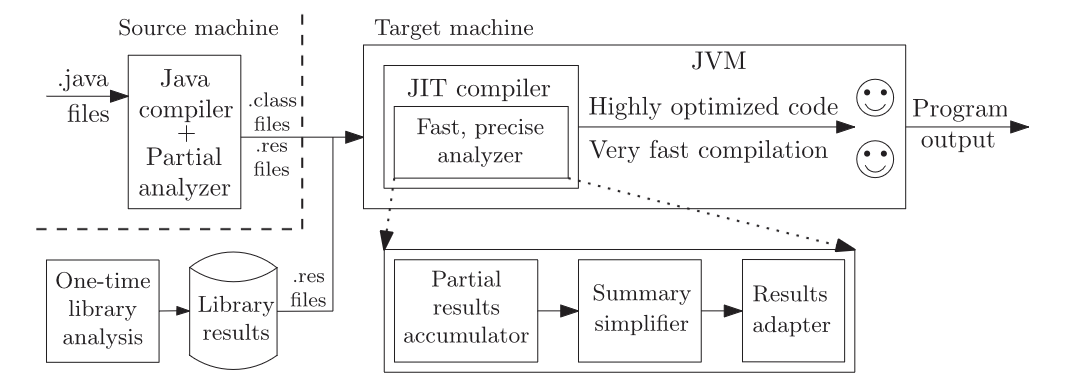 Source machine
Target machine
.java
files
Java
compiler
+
Partial
analyzer
.class
files
.res
files
JVM
JIT compiler
Fast, precise
analyzer
Highly optimized code
Very fast compilation
Program
output
One-time
library
analysis
Library
results
.res
files
Partial
results
accumulator
Summary
simplifier
Results
adapter